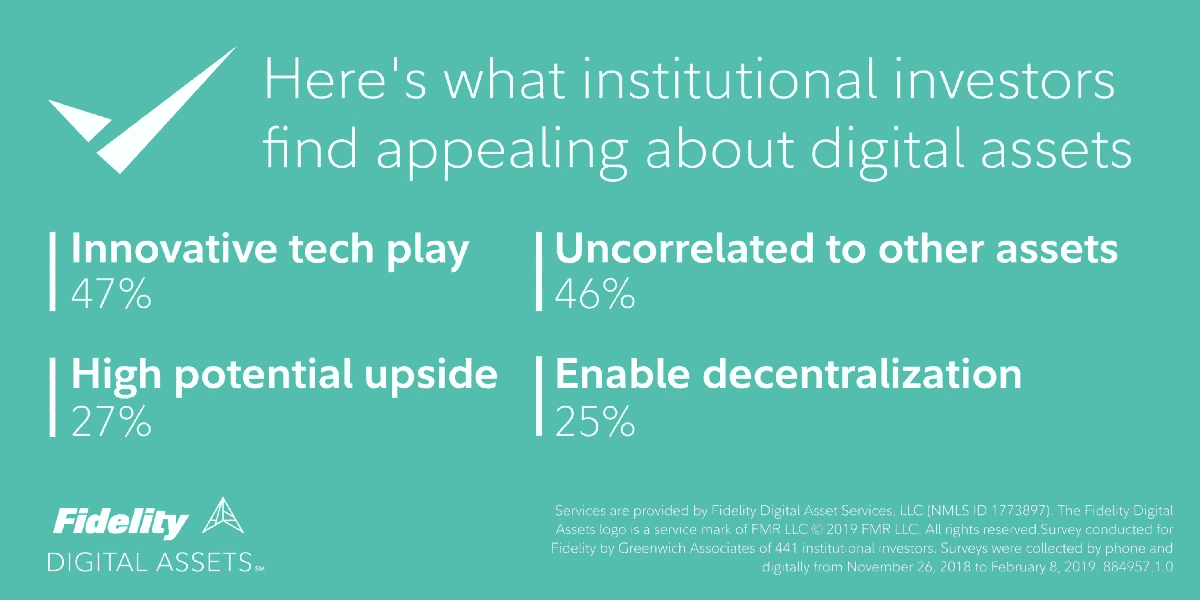 Here's what institutional investors
find appealing about digital assets
Innovative tech play
47%
Uncorrelated to other assets
46%
High potential upside
27%
Enable decentralization
25%
Fidelity
DIGITAL ASSETS℠
Services are provided by Fidelity Digital Asset Services, LLC (NMLS ID 1773897). The Fidelity Digital
Assets logo is a service mark of FMR LLC © 2019 FMR LLC. All rights reserved.Survey conducted for
Fidelity by Greenwich Associates of 441 institutional investors. Surveys were collected by phone and
digitally from November 26, 2018 to February 8, 2019. 884957.1.0